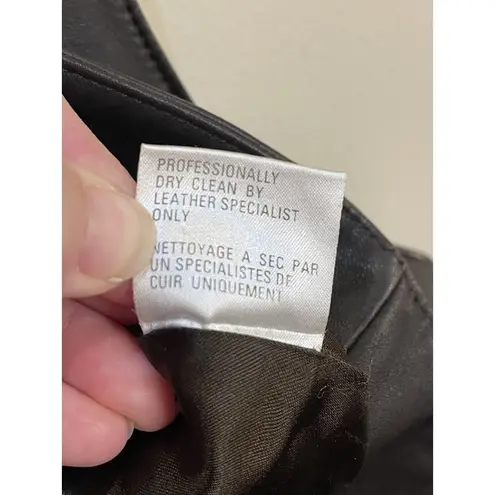 PROFESSIONALLY
DRY CLEAN BY
LEATHER SPECIALIST
ONLY
NETTOYAGE A SEC PAR
UN SPECIALISTES DE
CUIR UNIQUEMENT